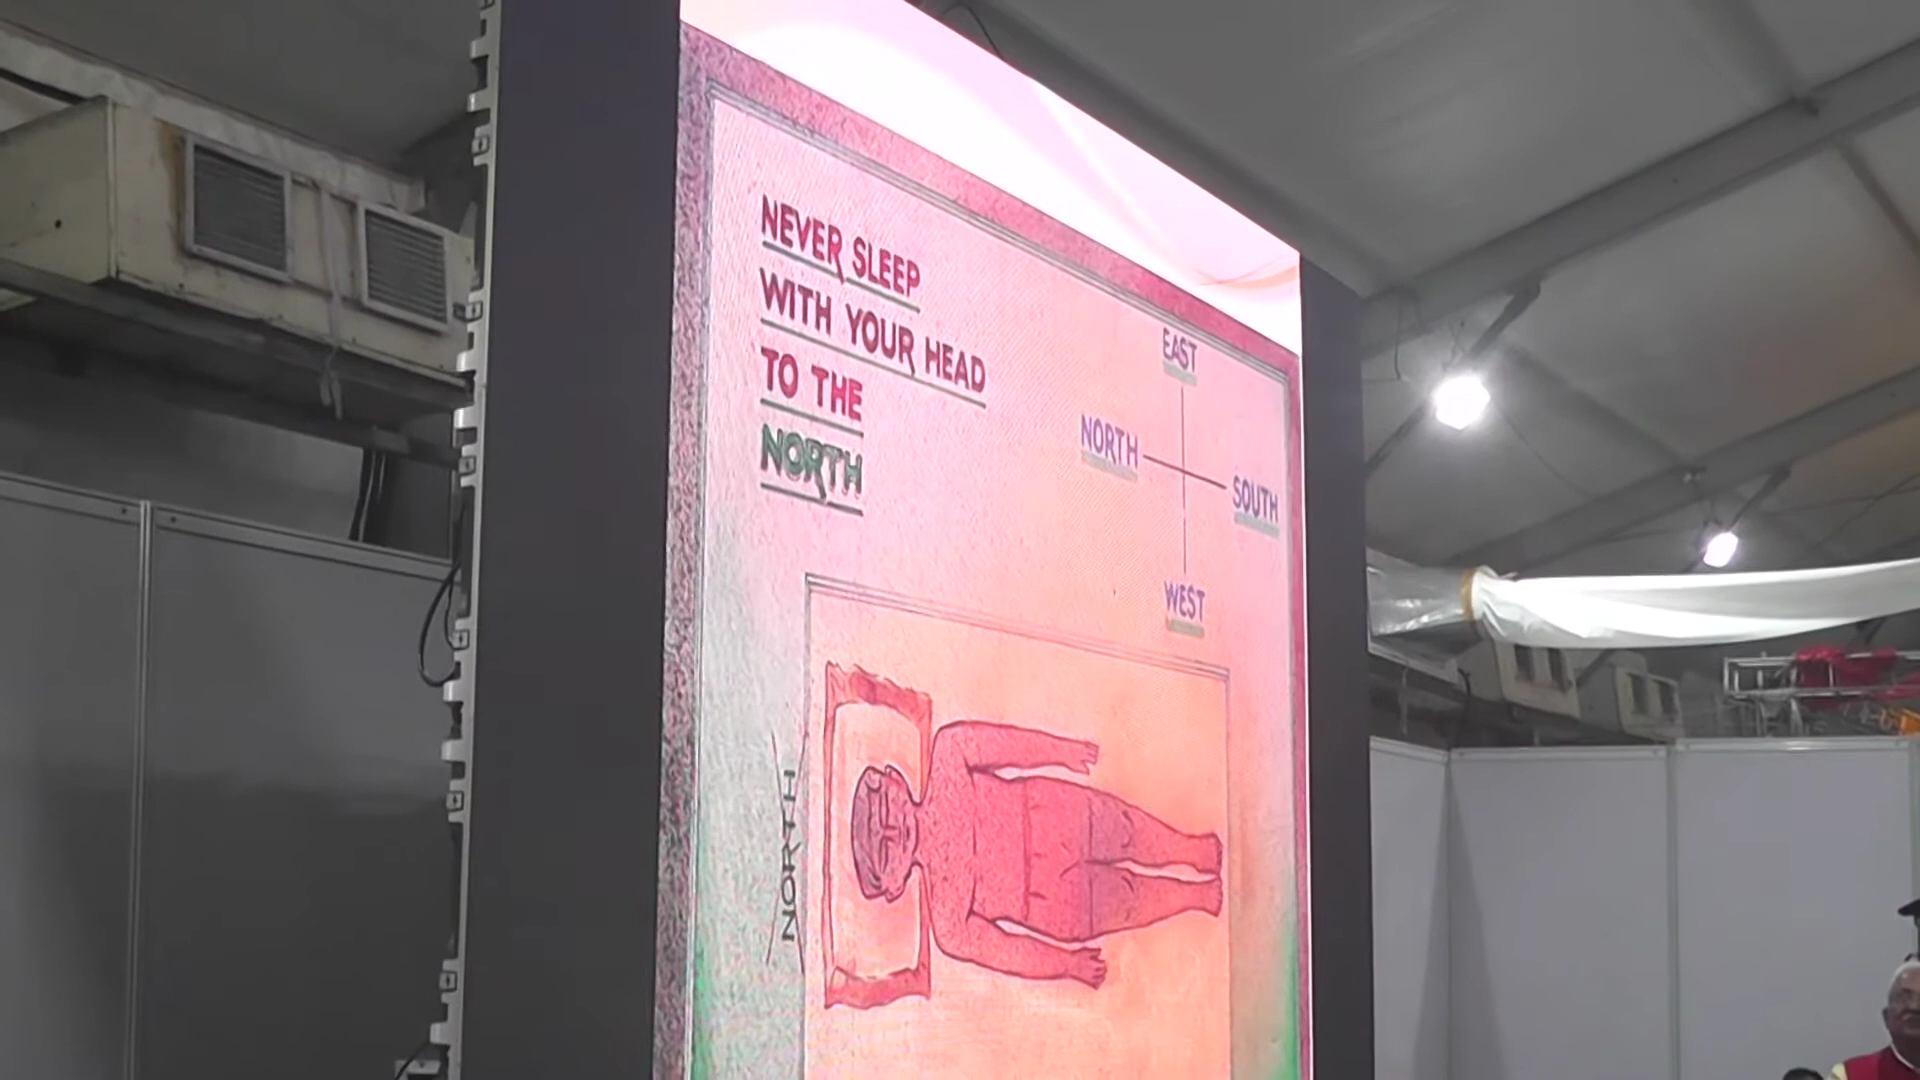 NEVER SLEEP
WITH YOUR HEAD
TO THE
NORTH
EAST
NORTH
SOUTH
WEST
NORTH